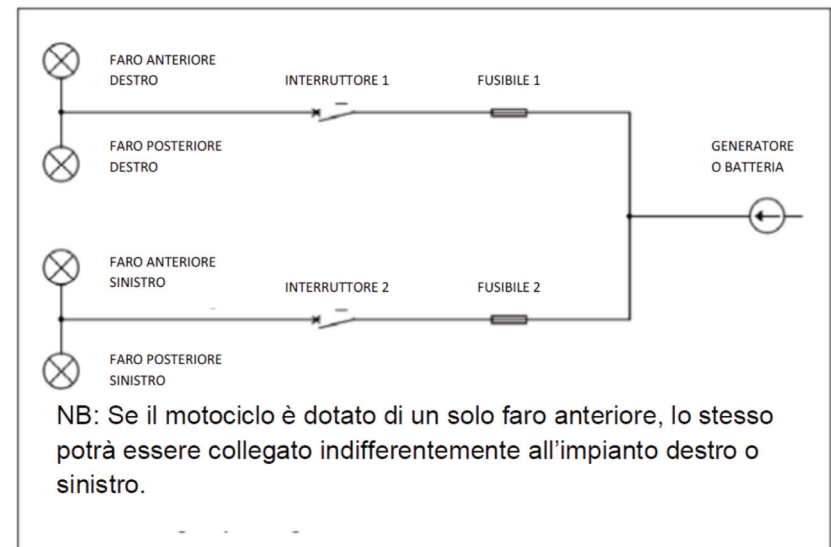 FARO ANTERIORE
DESTRO
INTERRUTTORE 1
FUSIBILE 1
FARO POSTERIORE
DESTRO
GENERATORE
O BATTERIA
FARO ANTERIORE
SINISTRO
INTERRUTTORE 2
FUSIBILE 2
FARO POSTERIORE
SINISTRO
NB: Se il motociclo è dotato di un solo faro anteriore, lo stesso
potrà essere collegato indifferentemente all'impianto destro o
sinistro.